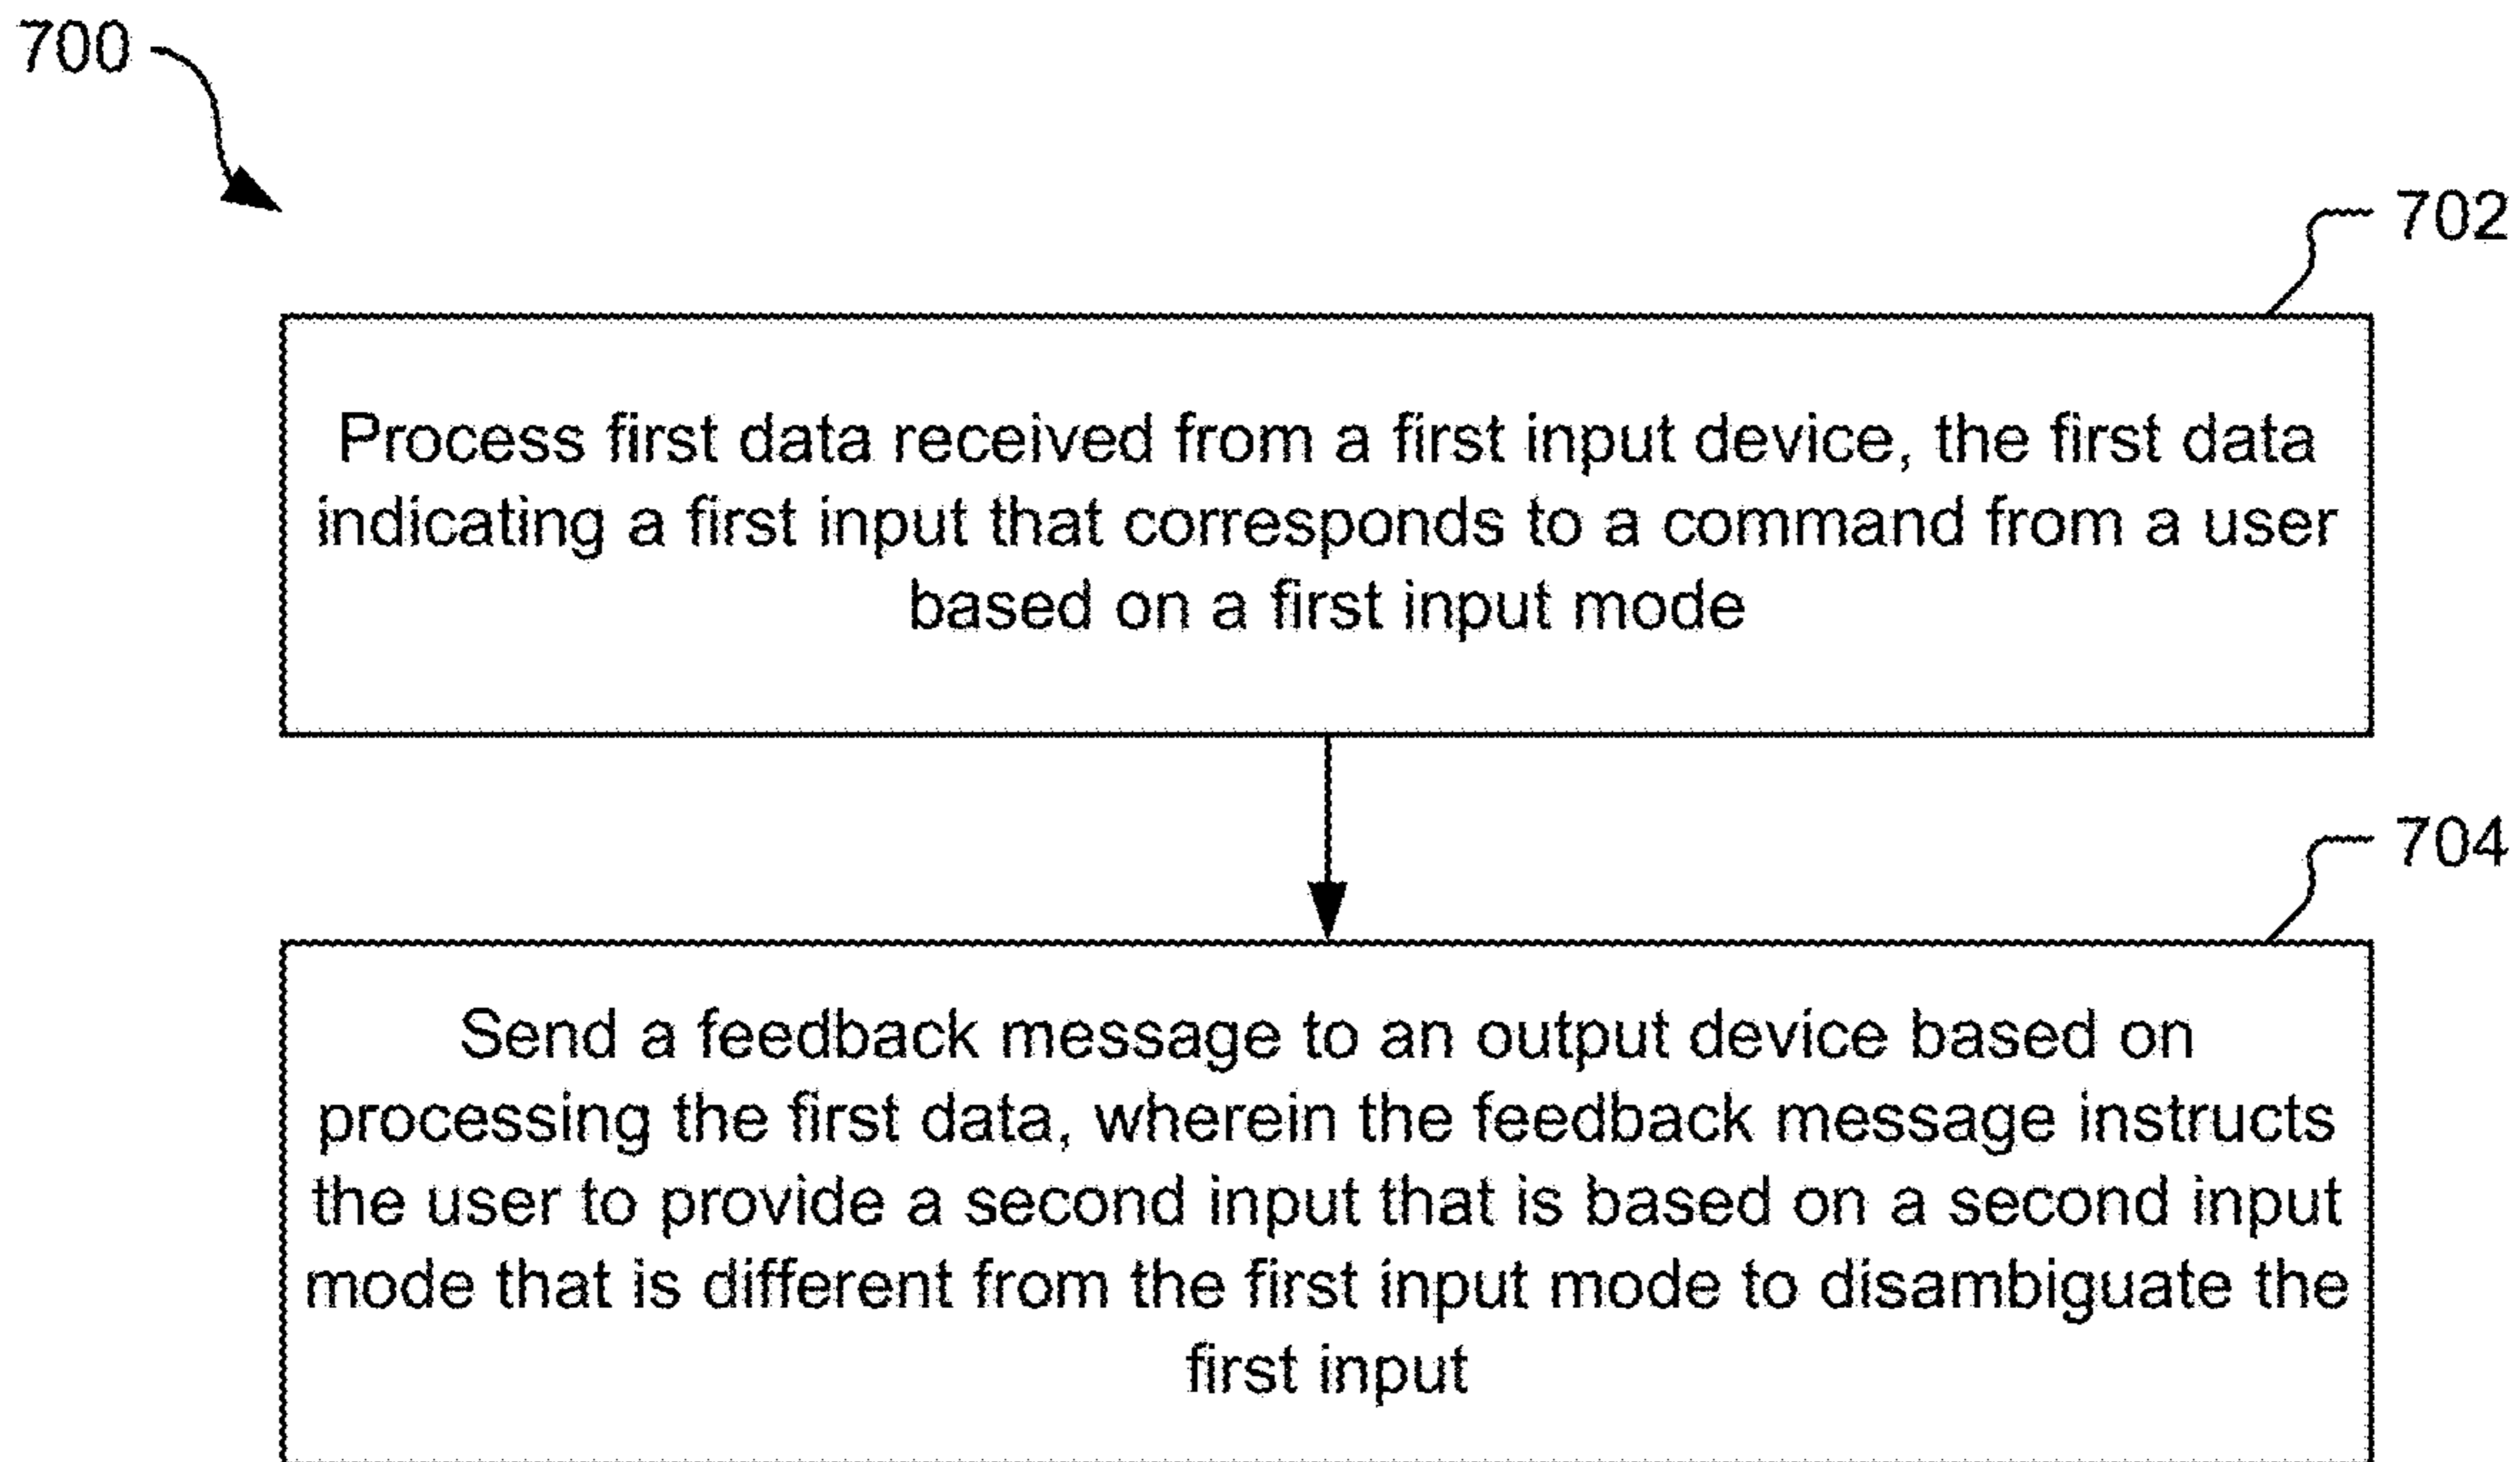 700
702
Process first data received from a first input device, the first data
indicating a first input that corresponds to a command from a user
based on a first input mode
704
Send a feedback message to an output device based on
processing the first data, wherein the feedback message instructs
the user to provide a second input that is based on a second input
mode that is different from the first input mode to disambiguate the
first input